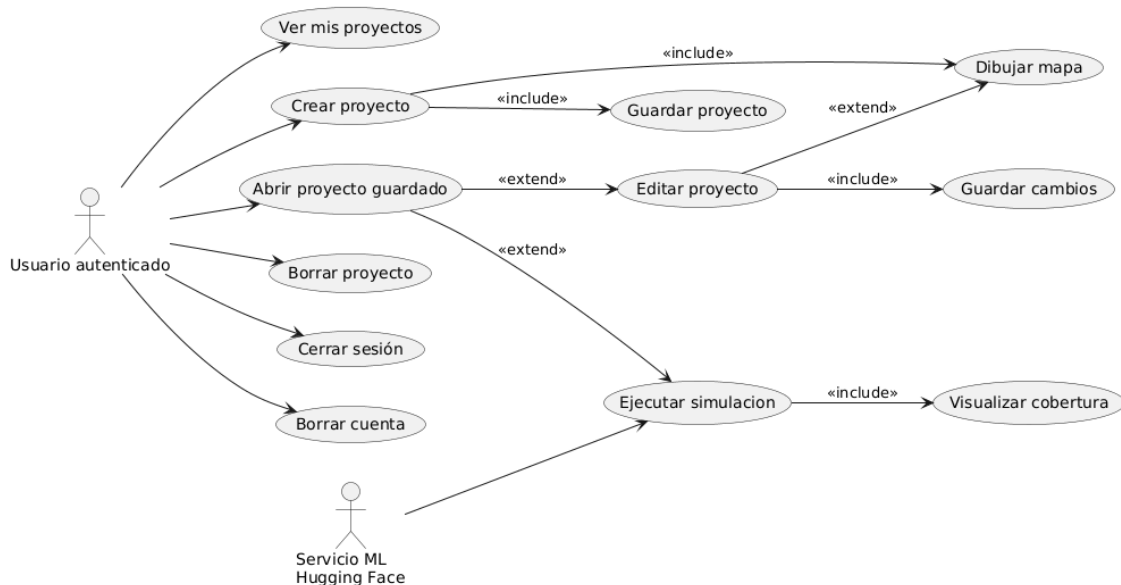 Ver mis proyectos
«include»
Dibujar mapa
Crear proyecto
«include»
Guardar proyecto
«extend»
Abrir proyecto guardado
«extend»
Editar proyecto
«include»
Guardar cambios
Usuario autenticado
«extend»
Borrar proyecto
Cerrar sesión
Ejecutar simulacion
«include»
Visualizar cobertura
Borrar cuenta
Servicio ML
Hugging Face